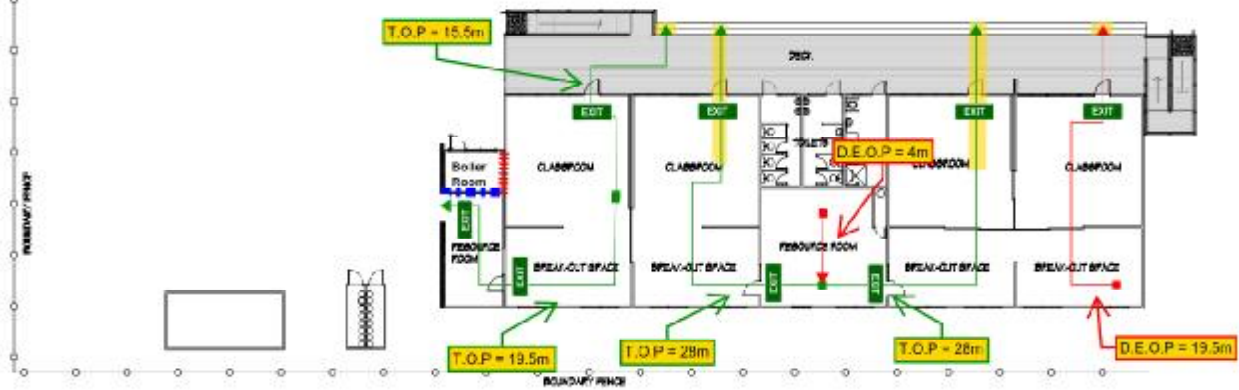 T.O.P = 15.5m
DECK
EXIT
EXIT
EXIT
EXIT
TOILETS
D.E.O.P = 4m
CLASSROOM
CLASSROOM
CLASSROOM
CLASSROOM
Boiler
Room
EXIT
RESOURCE
ROOM
RESOURCE ROOM
BREAK-OUT SPACE
BREAK-OUT SPACE
BREAK-OUT SPACE
BREAK-OUT SPACE
EXIT
EXIT
EXIT
BOUNDARY FENCE
T.O.P = 19.5m
T.O.P = 28m
T.O.P = 28m
D.E.O.P = 19.5m
BOUNDARY FENCE